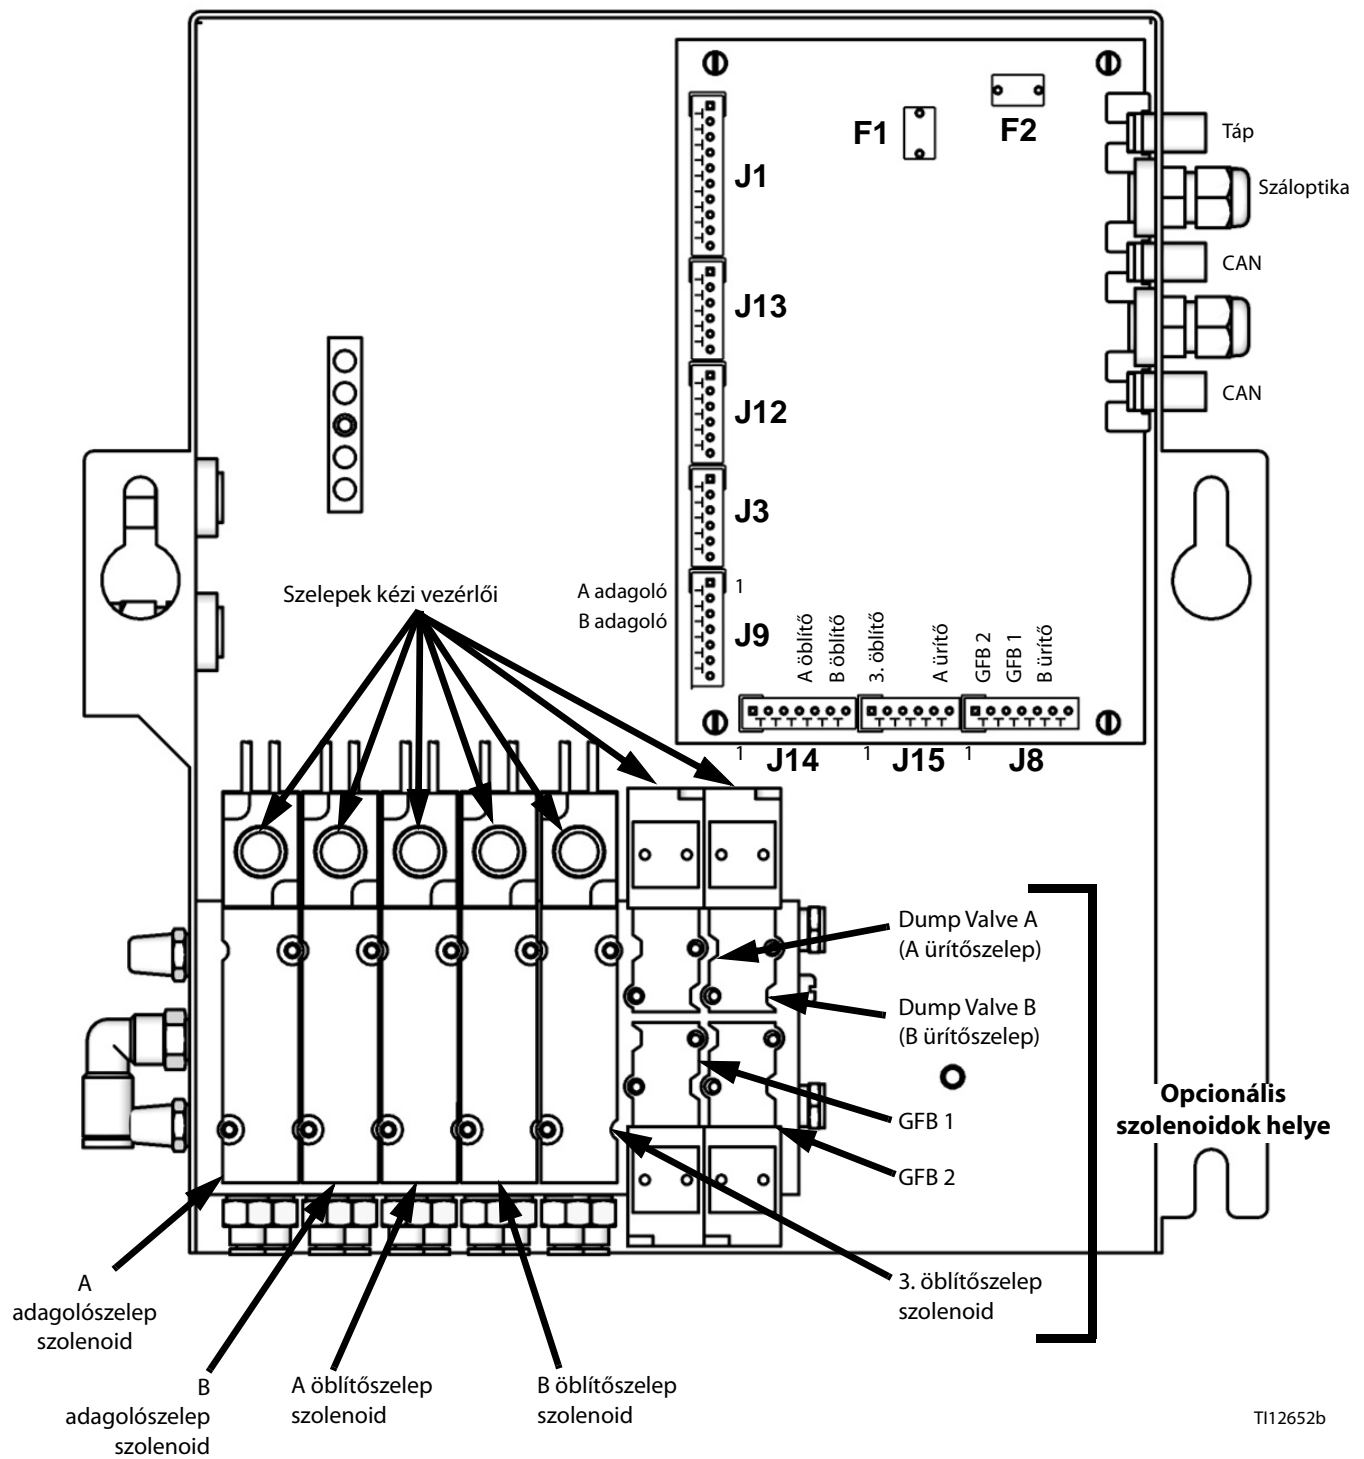 F1
F2
Táp
J1
Száloptika
CAN
J13
CAN
J12
J3
Szelepek kézi vezérlői
A adagoló
1
B adagoló
J9
A öblítő
B öblítő
3. öblítő
A ürítő
GFB 2
GFB 1
B ürítő
1
J14
1
J15
1
J8
Dump Valve A
(A ürítőszelep)
Dump Valve B
(B ürítőszelep)
Opcionális
szolenoidok helye
GFB 1
GFB 2
3. öblítőszelep
szolenoid
A
adagolószelep
szolenoid
B
adagolószelep
szolenoid
A öblítőszelep
szolenoid
B öblítőszelep
szolenoid
TI12652b